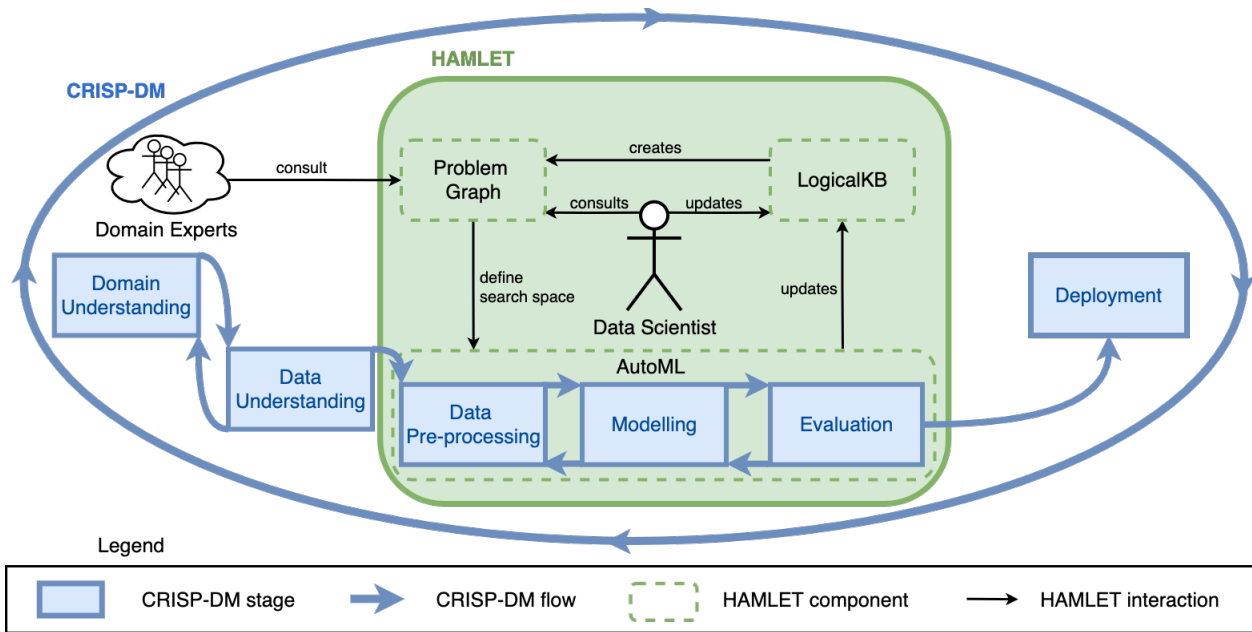 HAMLET
CRISP-DM
creates
consult
Problem
Graph
LogicalKB
consults
updates
Domain Experts
Domain
Understanding
define
search space
updates
Deployment
Data Scientist
AutoML
Data
Understanding
Data
Pre-processing
Modelling
Evaluation
Legend
CRISP-DM stage
CRISP-DM flow
HAMLET component
HAMLET interaction